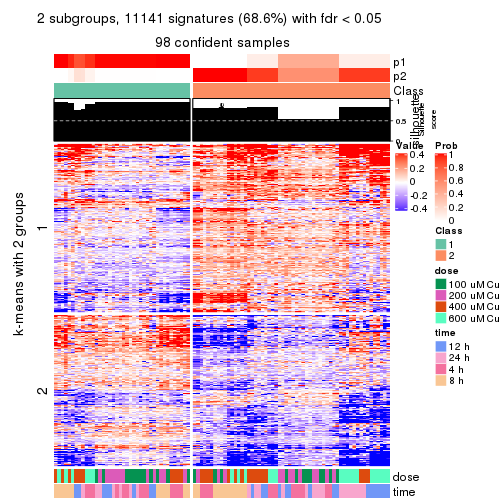 2 subgroups, 11141 signatures (68.6%) with fdr < 0.05
98 confident samples
p1
p2
Class
1
0.5
0
Silhouette
score
k-means with 2 groups
1
2
Value
0.4
0.2
0
-0.2
-0.4
Prob
1
0.8
0.6
0.4
0.2
0
Class
1
2
dose
100 uM Cu
200 uM Cu
400 uM Cu
600 uM Cu
time
12 h
24 h
4 h
8 h
dose
time